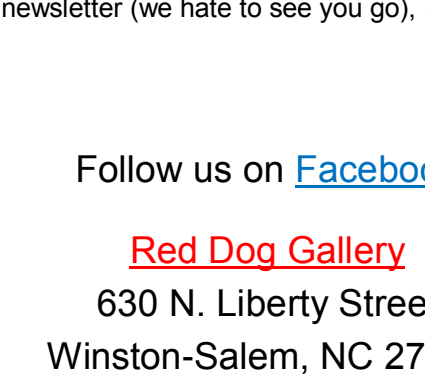 newsletter (we hate to see you go),
Follow us on
Red Dog Gallery
630 N. Liberty
Winston-Salem, NC